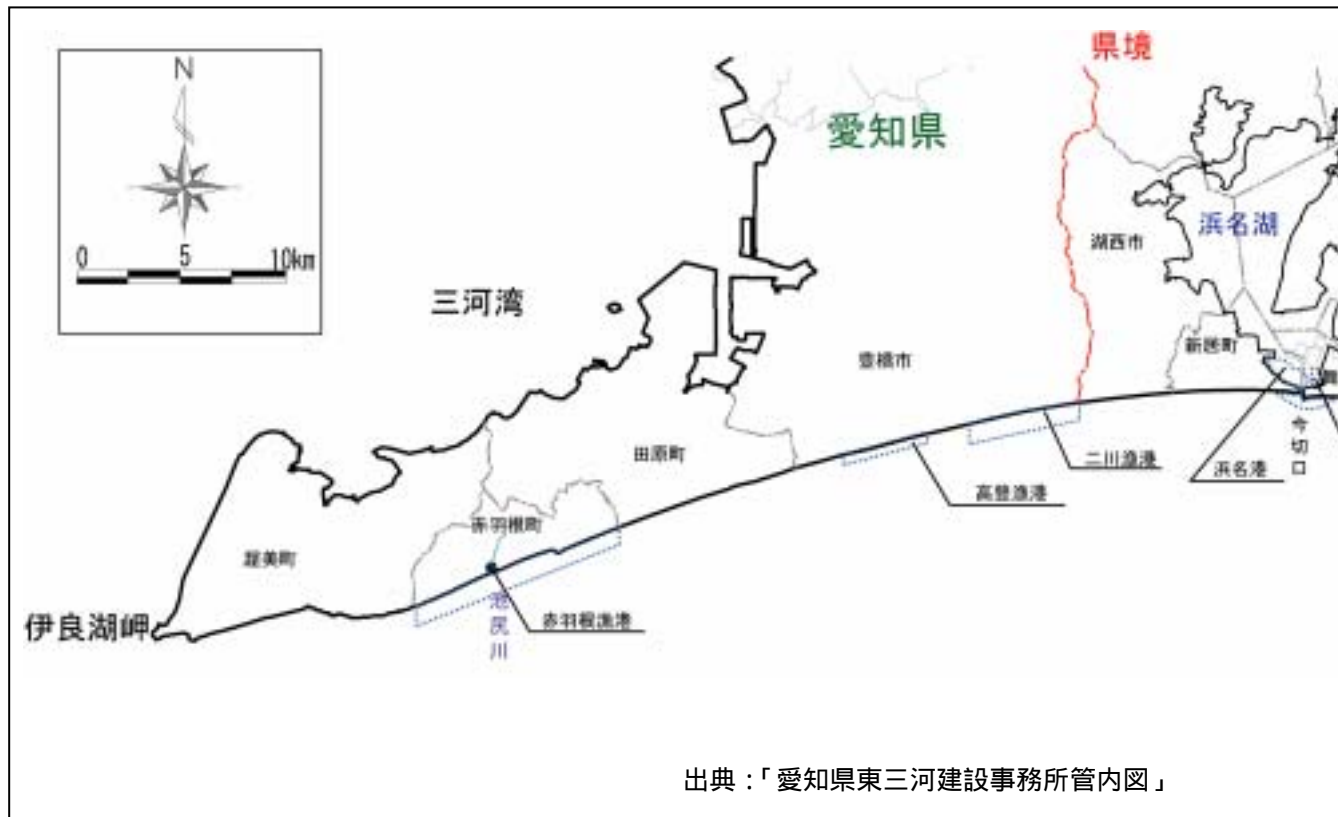 県境
N
愛知県
0 5 10km
浜名湖
湖西市
三河湾
新居町
豊橋市
今切口
田原町
二川漁港
浜名港
高豊漁港
赤羽根町
渥美町
池尻川
伊良湖岬
赤羽根漁港
出典:「愛知県東三河建設事務所管内図」